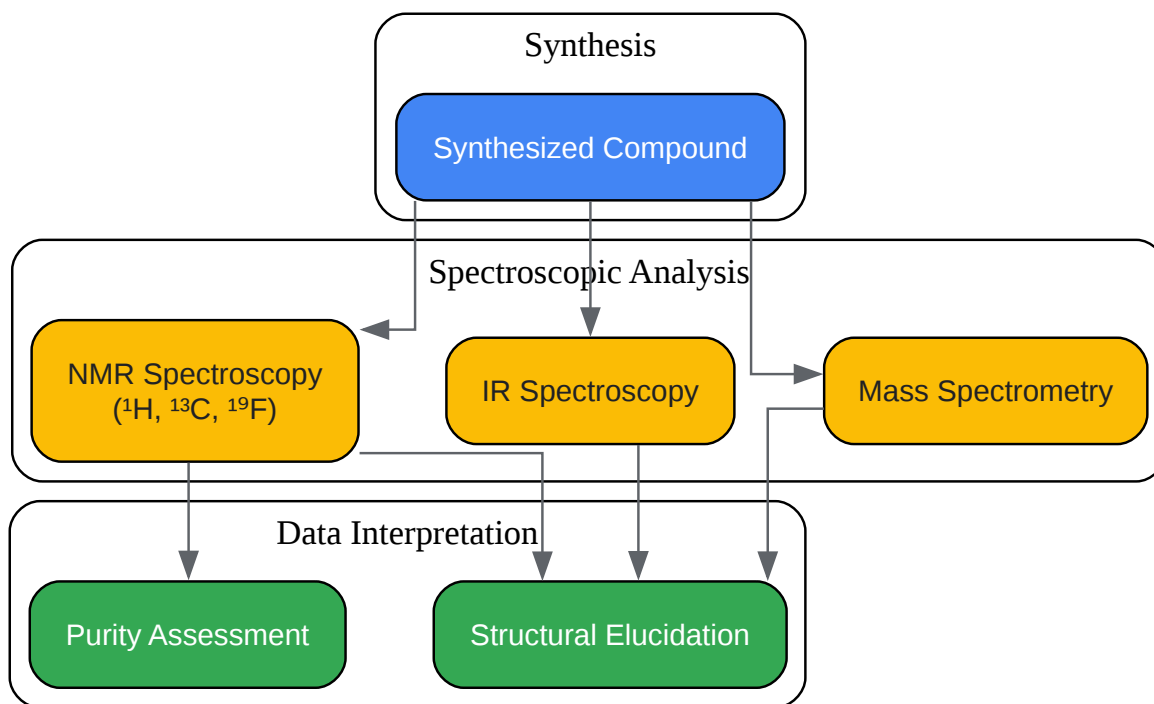 Synthesis
Synthesized Compound
Spectroscopic Analysis
NMR Spectroscopy
(¹H, ¹³C, ¹⁹F)
IR Spectroscopy
Mass Spectrometry
Data Interpretation
Purity Assessment
Structural Elucidation